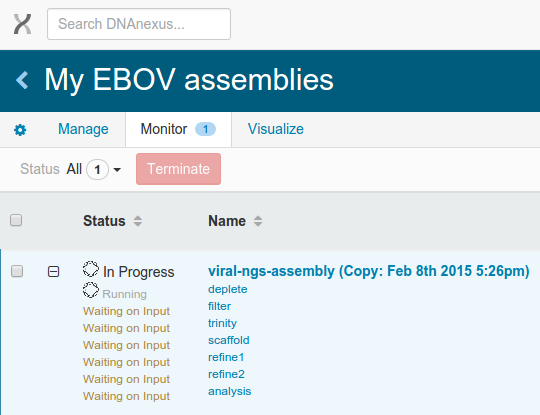 Search DNAnexus...
My EBOV assemblies
Manage Monitor 1 Visualize
Status All 1 Terminate
Status Name
In Progress viral-ngs-assembly (Copy: Feb 8th 2015 5:26pm)
Running deplete
Waiting on Input filter
Waiting on Input trinity
Waiting on Input scaffold
Waiting on Input refine1
Waiting on Input refine2
Waiting on Input analysis